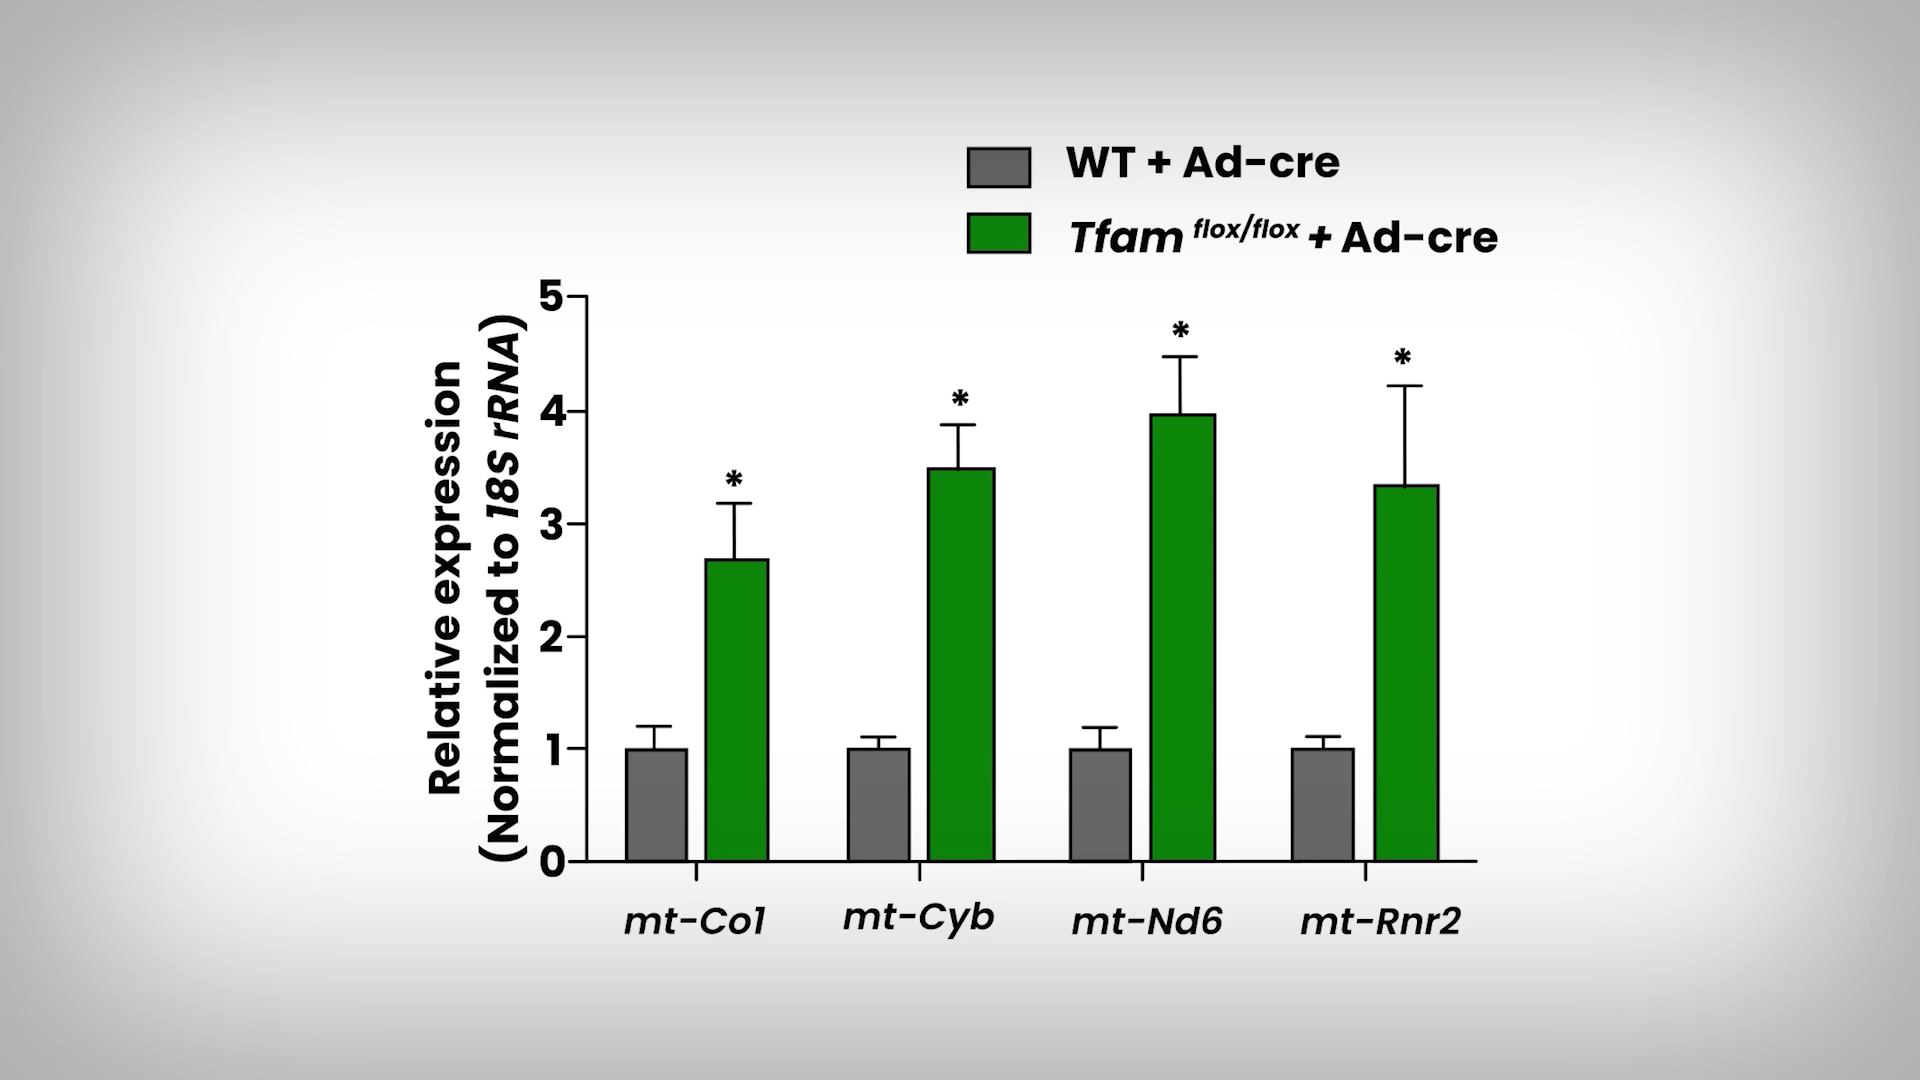 WT + Ad-cre
Tfam flox/flox + Ad-cre
Relative expression
(Normalized to 18S rRNA)
5
4
3
2
1
0
*
*
*
*
mt-Co1
mt-Cyb
mt-Nd6
mt-Rnr2